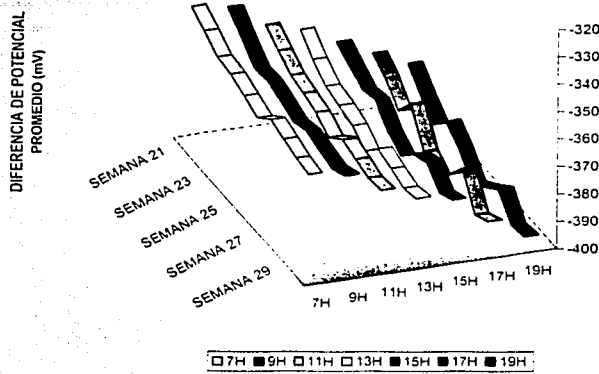 DIFERENCIA DE POTENCIAL
PROMEDIO (mV)
-320
-330
-340
-350
-360
-370
-380
-390
-400
SEMANA 21
SEMANA 23
SEMANA 25
SEMANA 27
SEMANA 29
7H 9H 11H 13H 15H 17H 19H
7H 9H 11H 13H 15H 17H 19H